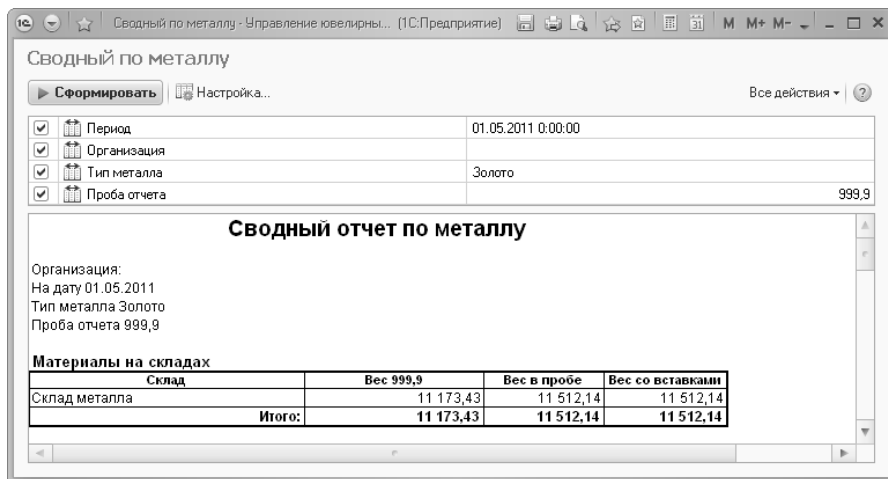 1С Сводный по металлу - Управление ювелирны... (1С:Предприятие) 31 M M+ M-
Сводный по металлу
Сформировать Настройка... Все действия ?
Период 01.05.2011 0:00:00
Организация
Тип металла Золото
Проба отчета 999,9
Сводный отчет по металлу
Организация:
На дату 01.05.2011
Тип металла Золото
Проба отчета 999,9
Материалы на складах
Склад Вес 999,9 Вес в пробе Вес со вставками
Склад металла 11 173,43 11 512,14 11 512,14
Итого: 11 173,43 11 512,14 11 512,14